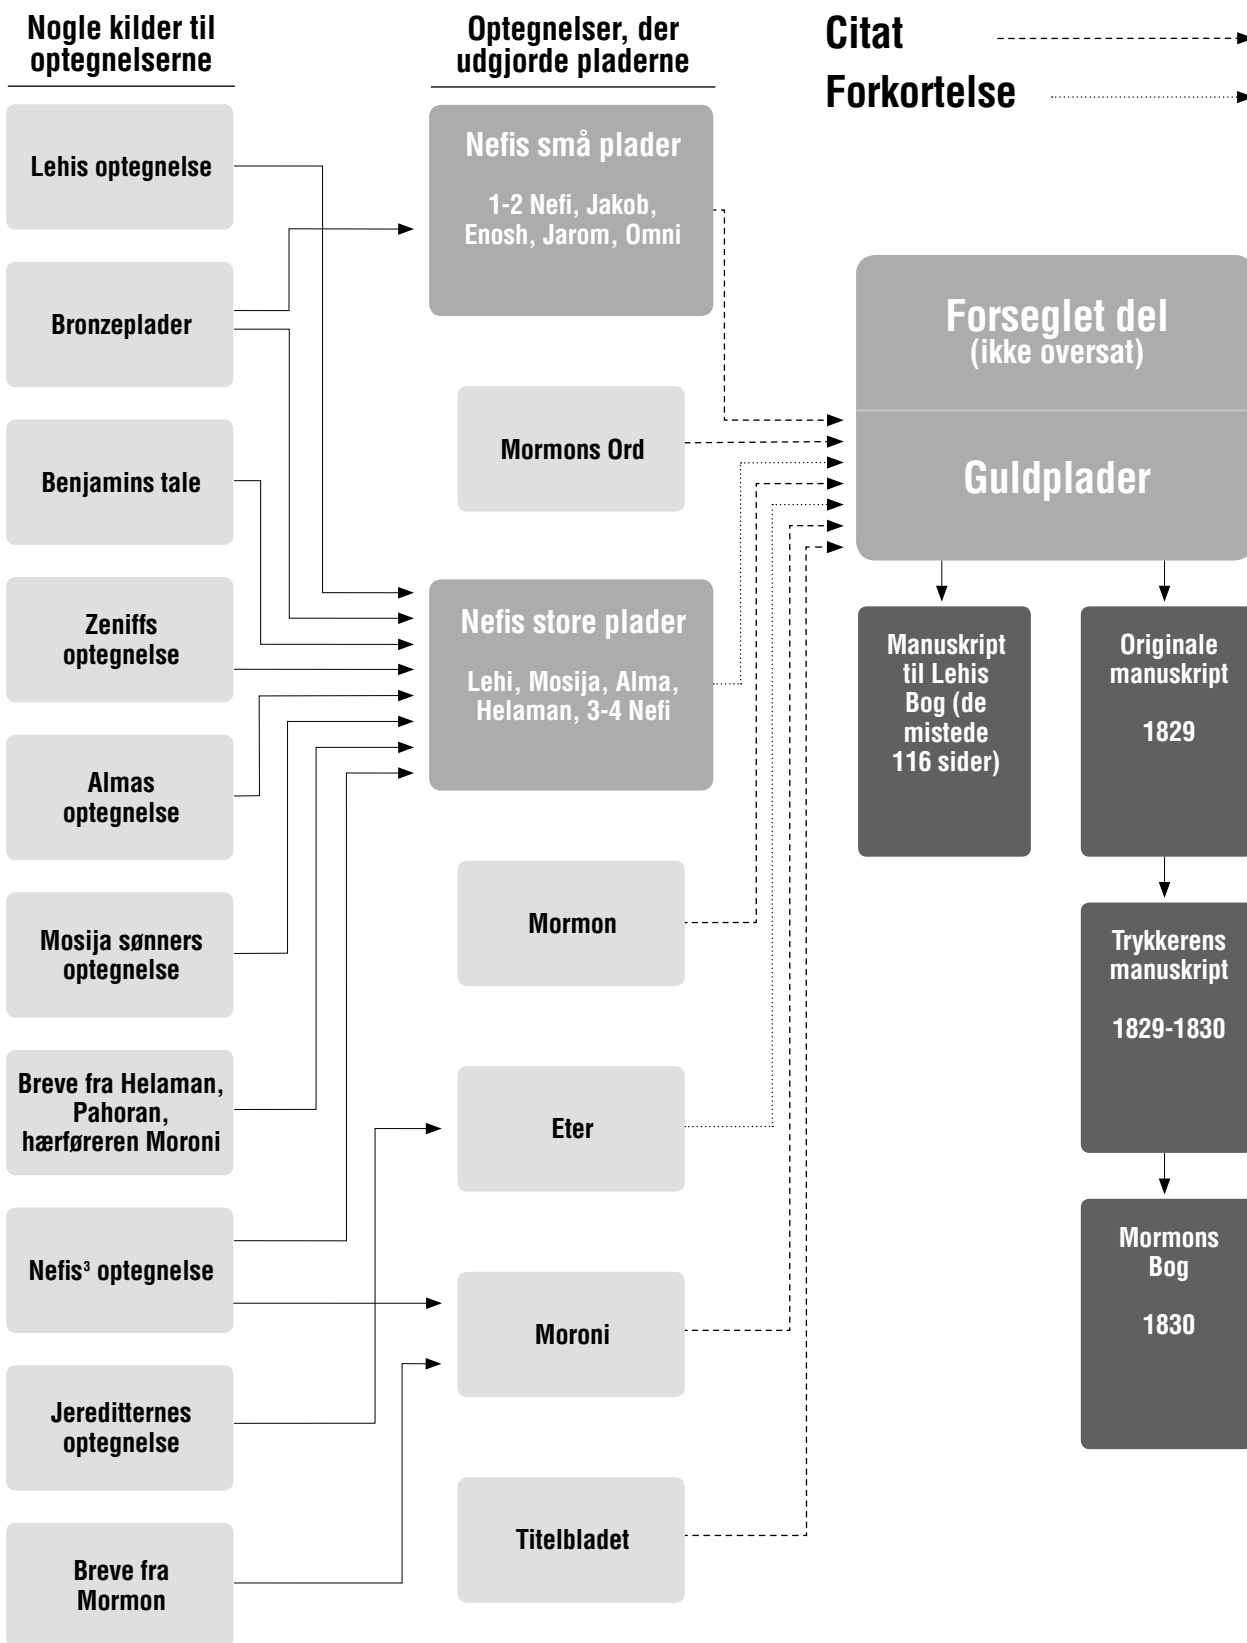 Nogle kilder til
optegnelserne
Lehis optegnelse
Bronzeplader
Benjamins tale
Zeniffs
optegnelse
Almas
optegnelse
Mosija sønners
optegnelse
Breve fra Helaman,
Pahoran,
hærføreren Moroni
Nefis³ optegnelse
Jereditternes
optegnelse
Breve fra
Mormon
Optegnelser, der
udgjorde pladerne
Nefis små plader
1-2 Nefi, Jakob,
Enosh, Jarom, Omni
Mormons Ord
Nefis store plader
Lehi, Mosija, Alma,
Helaman, 3-4 Nefi
Mormon
Eter
Moroni
Titelbladet
Citat
Forkortelse
Forseglet del
(ikke oversat)
Guldplader
Manuskript
til Lehis
Bog (de
mistede
116 sider)
Originale
manuskript
1829
Trykkerens
manuskript
1829-1830
Mormons
Bog
1830